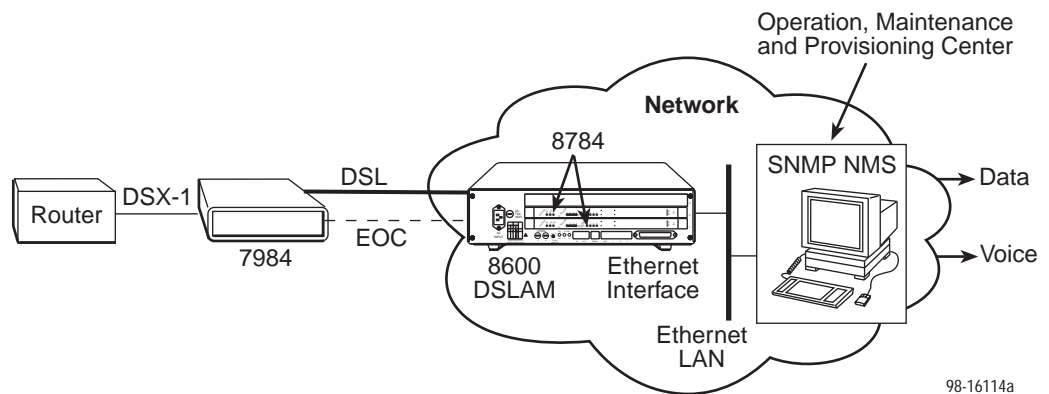 Operation, Maintenance
and Provisioning Center
Network
8784
SNMP NMS
DSL
DSX-1
Router
EOC
7984
8600
DSLAM
Ethernet
Interface
Ethernet
LAN
Data
Voice
98-16114a